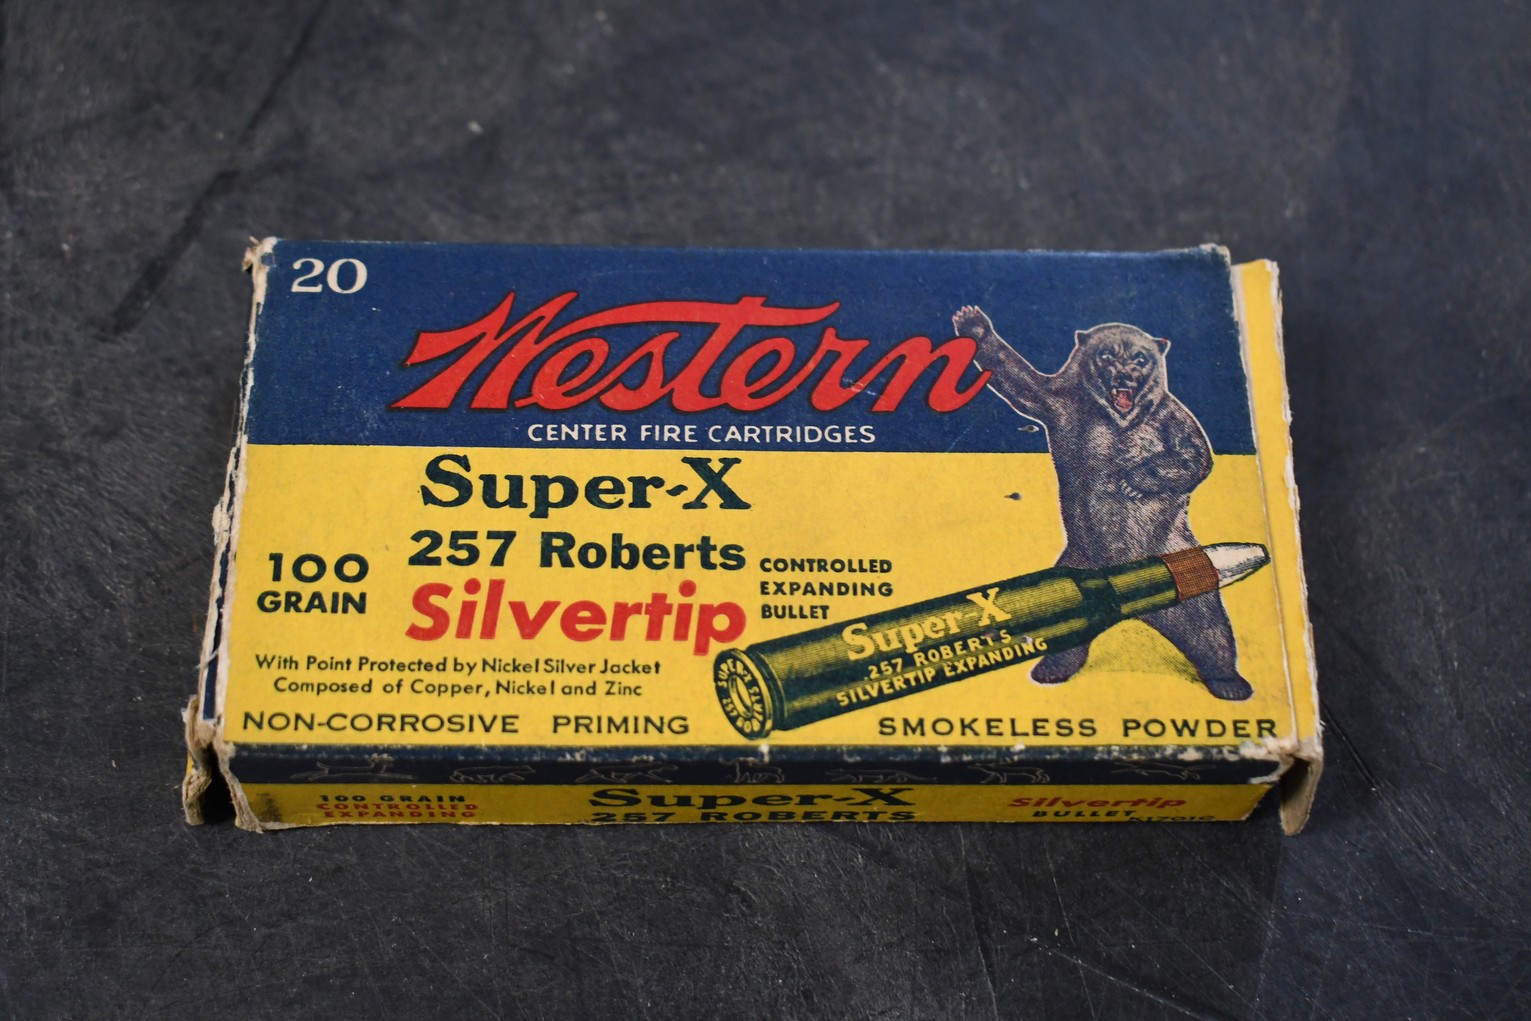 20
Western
CENTER FIRE CARTRIDGES
Super-X
257 Roberts
100
GRAIN
Silvertip
CONTROLLED
EXPANDING
BULLET
With Point Protected by Nickel Silver Jacket
Composed of Copper, Nickel and Zinc
Super-X
.257 ROBERTS
SILVERTIP EXPANDING
NON-CORROSIVE PRIMING
SMOKELESS POWDER
100 GRAIN
CONTROLLED
EXPANDING
Super-X
257 ROBERTS
Silvertip
BULLET